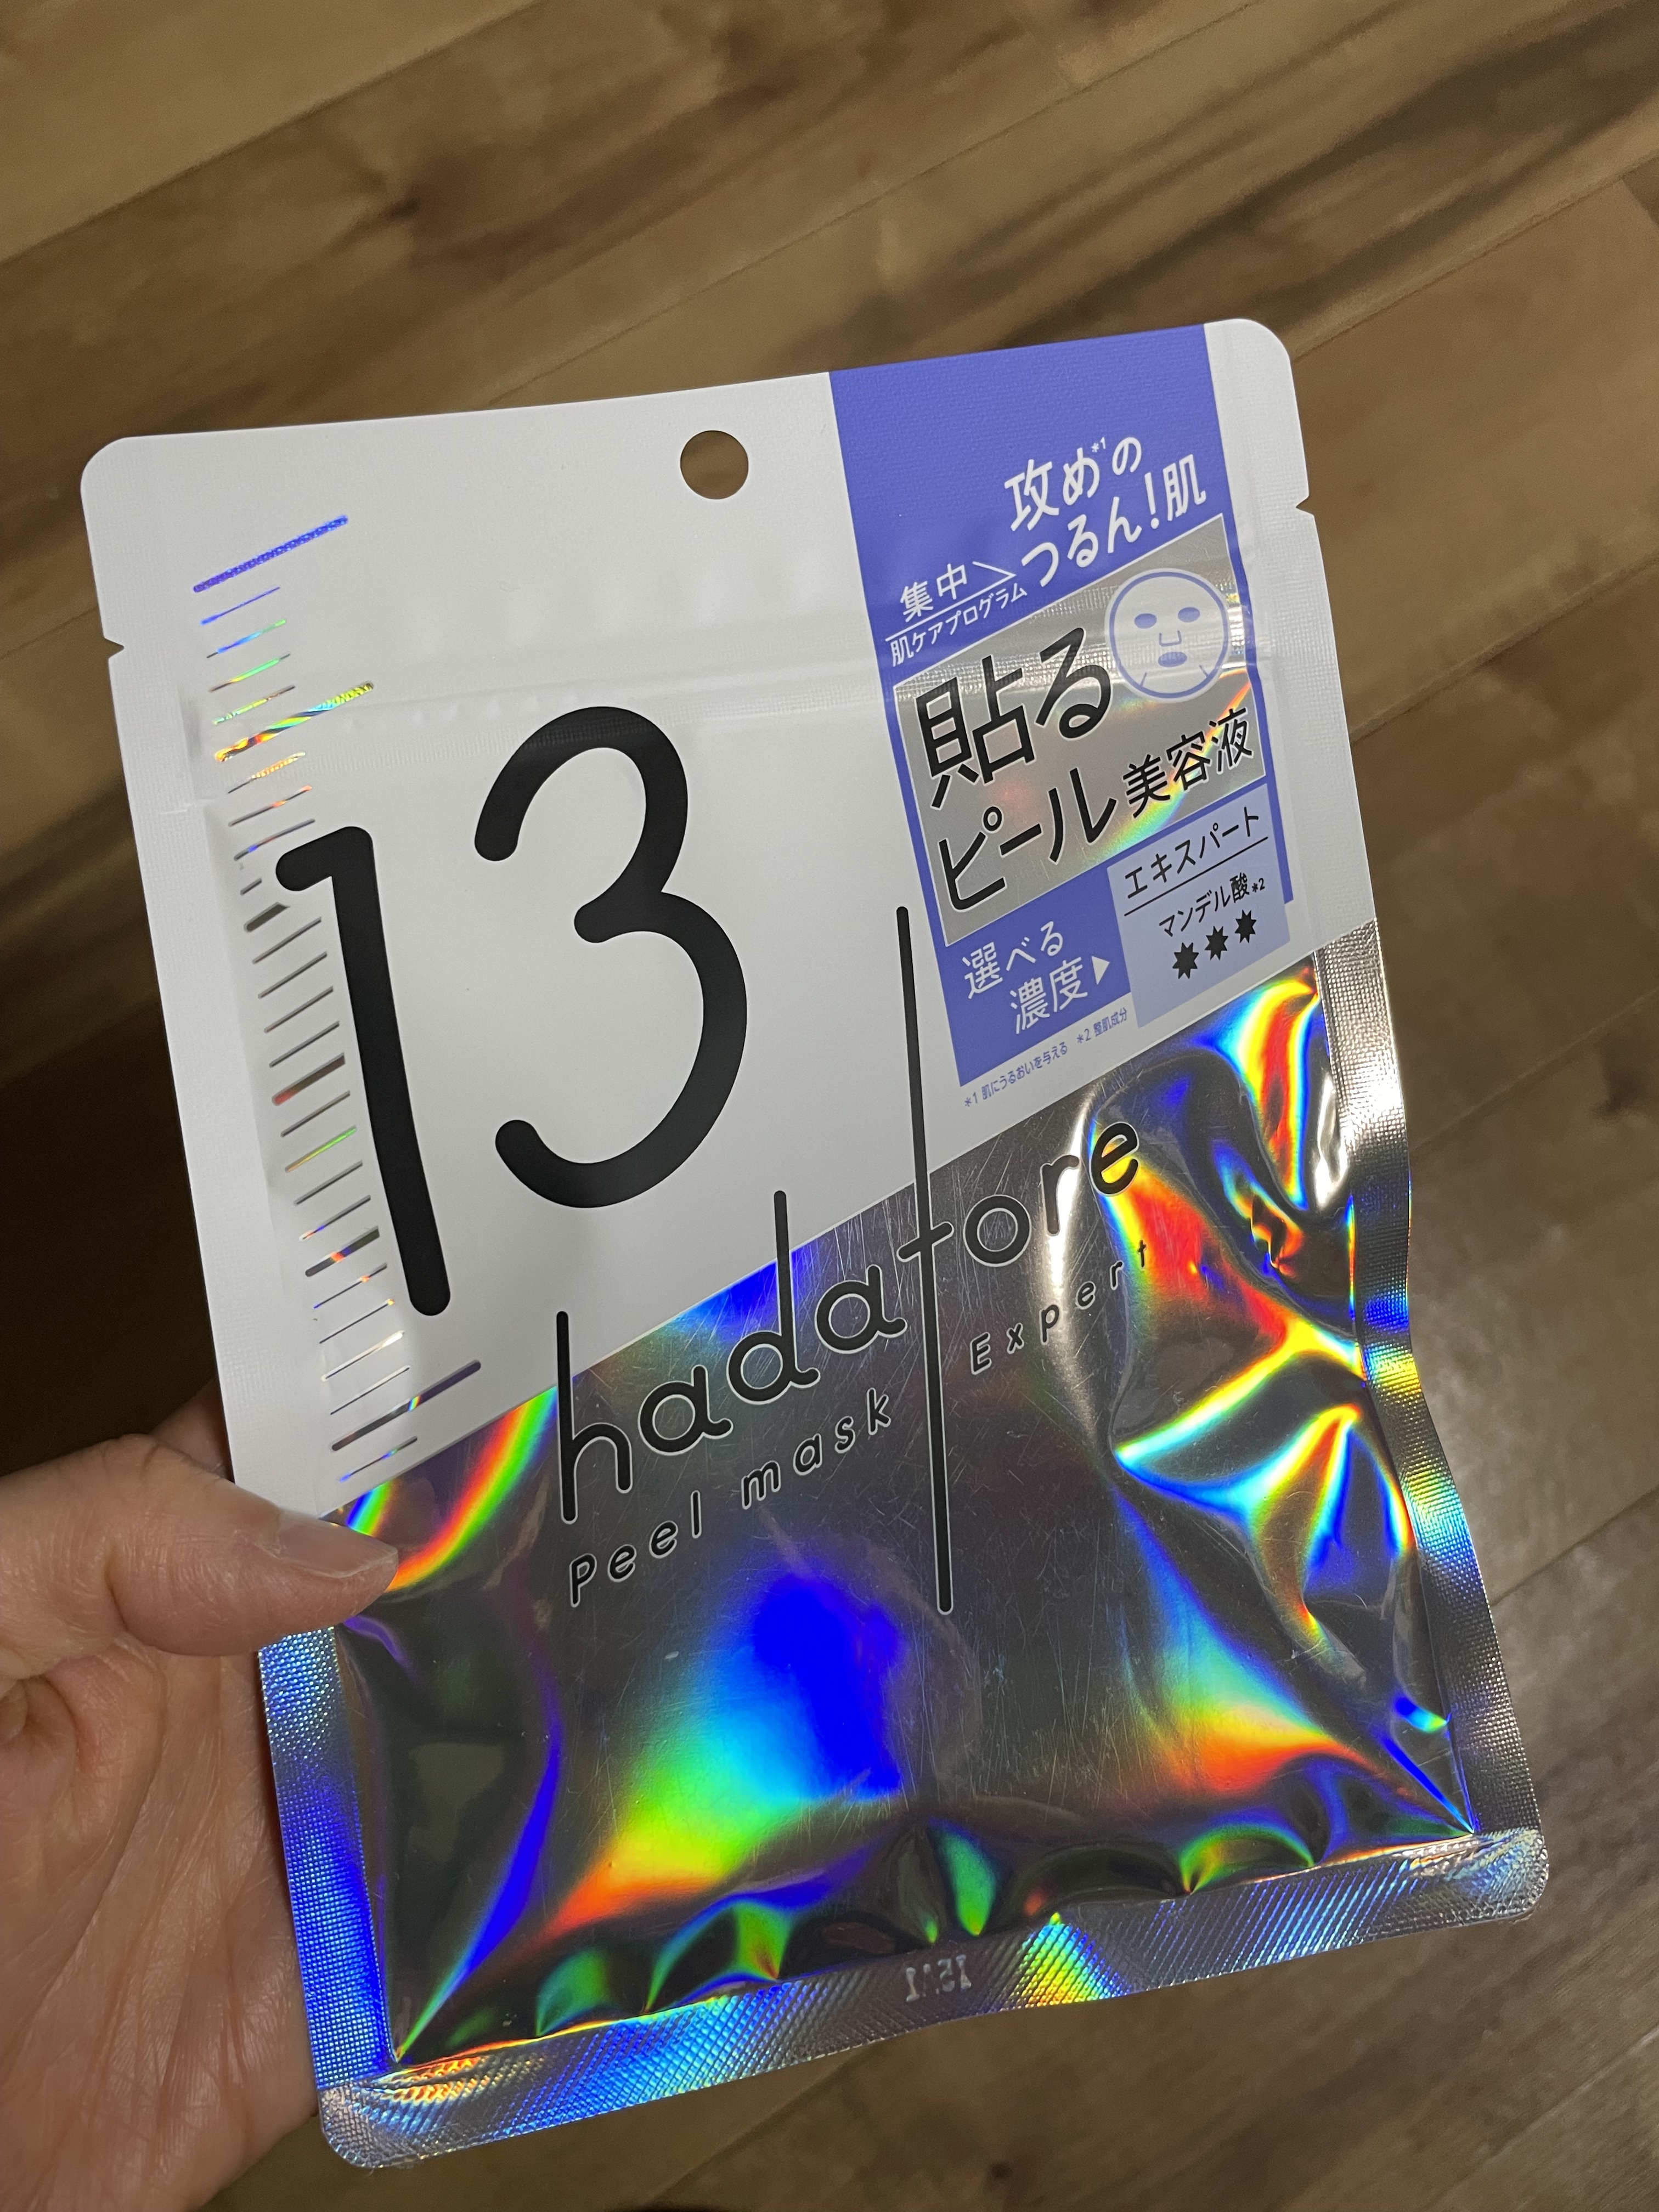 攻め*1の
つるん!肌
集中
肌ケアプログラム
貼る
ピール美容液
エキスパート
マンデル酸*2
選べる
濃度▶
*1 肌にうるおいを与える *2 整肌成分
13
hadatore
Peel mask Expert